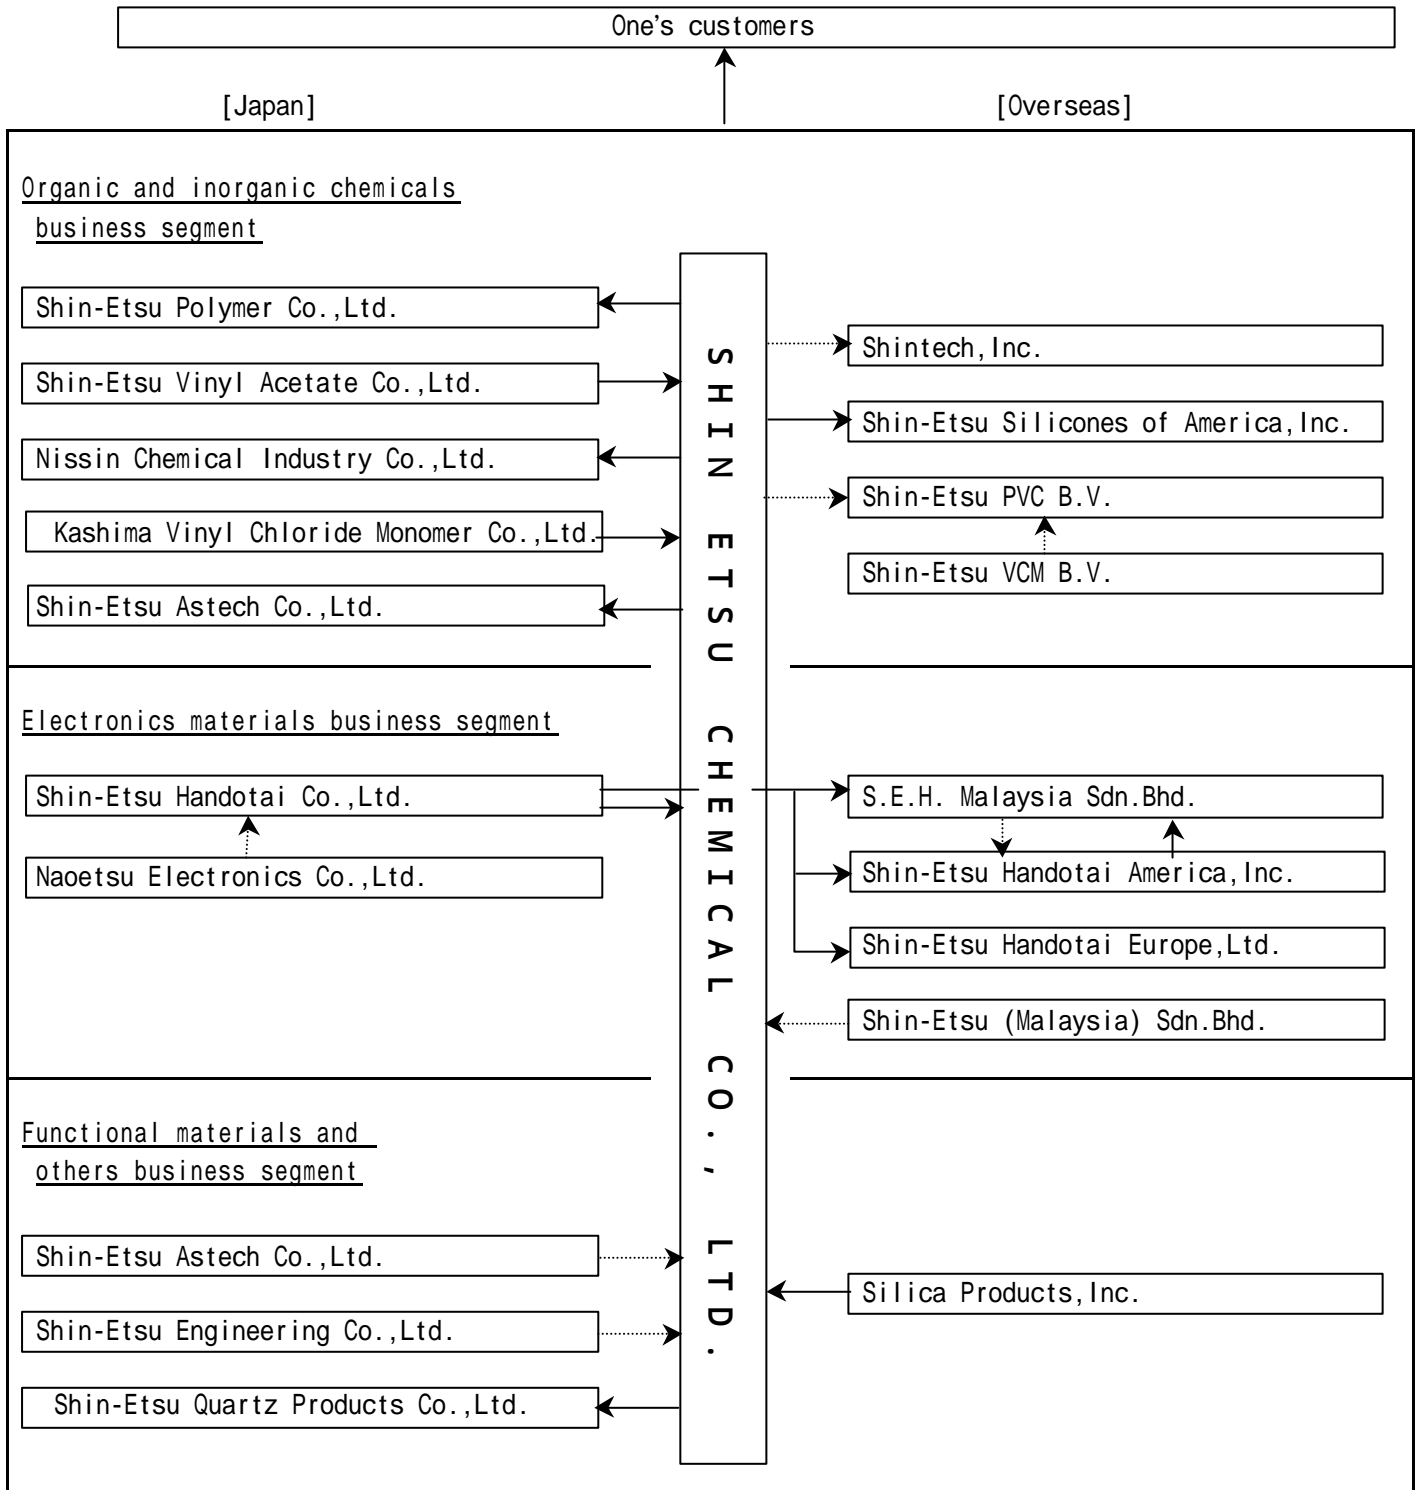 One's customers
[Japan]
[Overseas]
Organic and inorganic chemicals
business segment
Shin-Etsu Polymer Co.,Ltd.
Shin-Etsu Vinyl Acetate Co.,Ltd.
Nissin Chemical Industry Co.,Ltd.
Kashima Vinyl Chloride Monomer Co.,Ltd.
Shin-Etsu Astech Co.,Ltd.
SHIN ETSU CHEMICAL CO., LTD.
Shintech,Inc.
Shin-Etsu Silicones of America,Inc.
Shin-Etsu PVC B.V.
Shin-Etsu VCM B.V.
Electronics materials business segment
Shin-Etsu Handotai Co.,Ltd.
Naoetsu Electronics Co.,Ltd.
S.E.H. Malaysia Sdn.Bhd.
Shin-Etsu Handotai America,Inc.
Shin-Etsu Handotai Europe,Ltd.
Shin-Etsu (Malaysia) Sdn.Bhd.
Functional materials and
others business segment
Shin-Etsu Astech Co.,Ltd.
Shin-Etsu Engineering Co.,Ltd.
Shin-Etsu Quartz Products Co.,Ltd.
Silica Products,Inc.